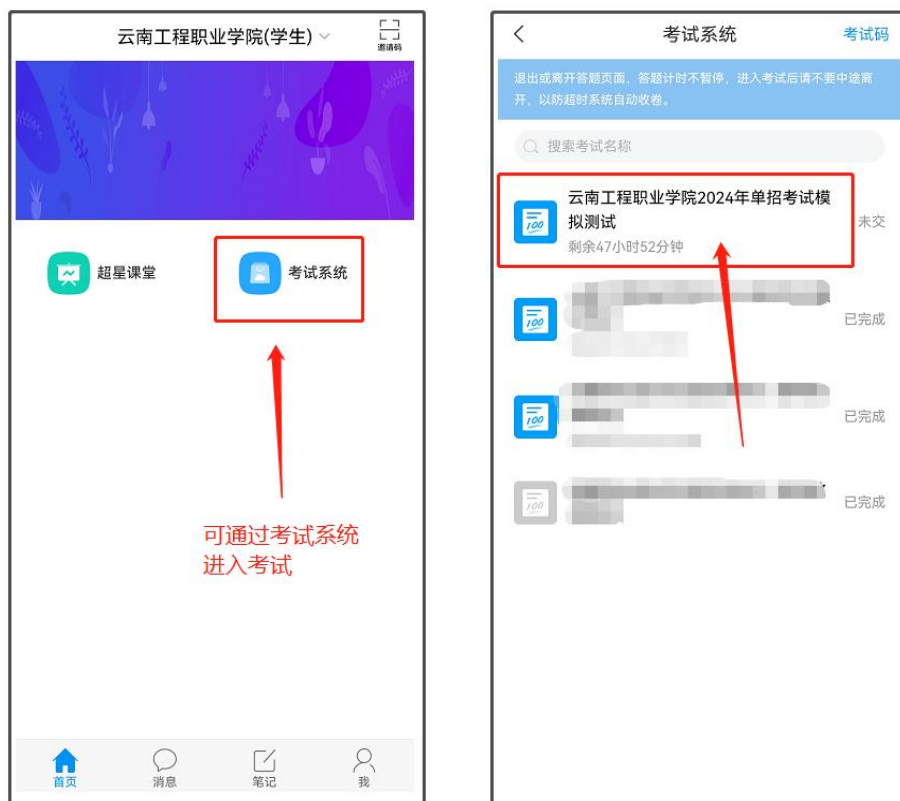 云南工程职业学院(学生)
邀请码
超星课堂
考试系统
可通过考试系统
进入考试
首页
消息
笔记
我
考试系统
考试码
退出或离开答题页面，答题计时不暂停，进入考试后请不要中途离
开，以防超时系统自动收卷。
搜索考试名称
100
云南工程职业学院2024年单招考试模
拟测试
剩余47小时52分钟
未交
100
已完成
100
已完成
100
已完成